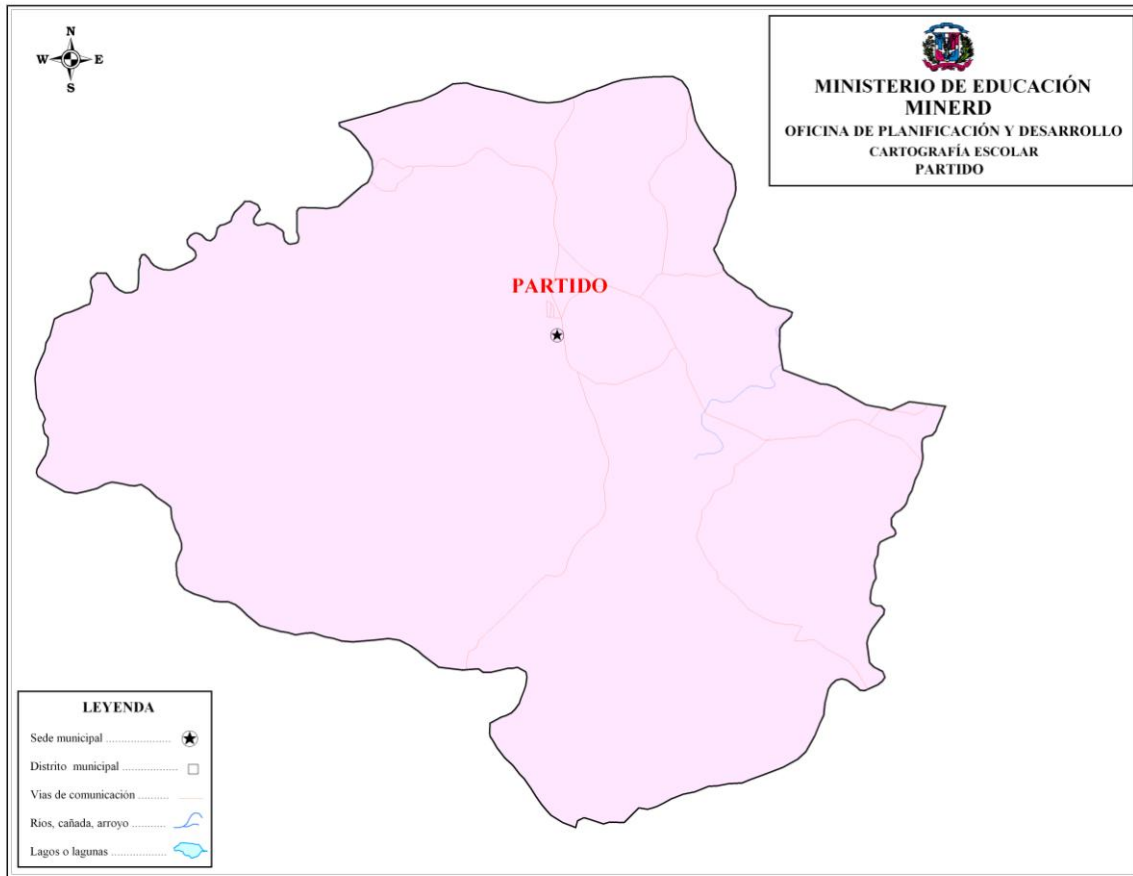 N
W E
S
MINISTERIO DE EDUCACIÓN
MINERD
OFICINA DE PLANIFICACIÓN Y DESARROLLO
CARTOGRAFÍA ESCOLAR
PARTIDO
PARTIDO
LEYENDA
Sede municipal ......................
Distrito municipal ...................
Vias de comunicación ...........
Rios, cañada, arroyo ............
Lagos o lagunas .....................